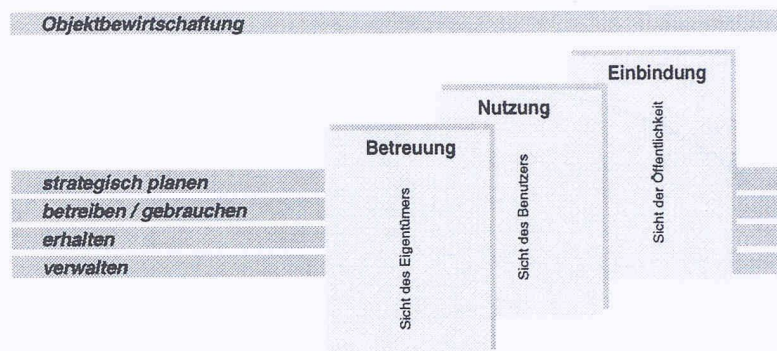 Objektbewirtschaftung
Einbindung
Nutzung
Betreuung
Sicht der Öffentlichkeit
Sicht des Benutzers
Sicht des Eigentümers
strategisch planen
betreiben / gebrauchen
erhalten
verwalten